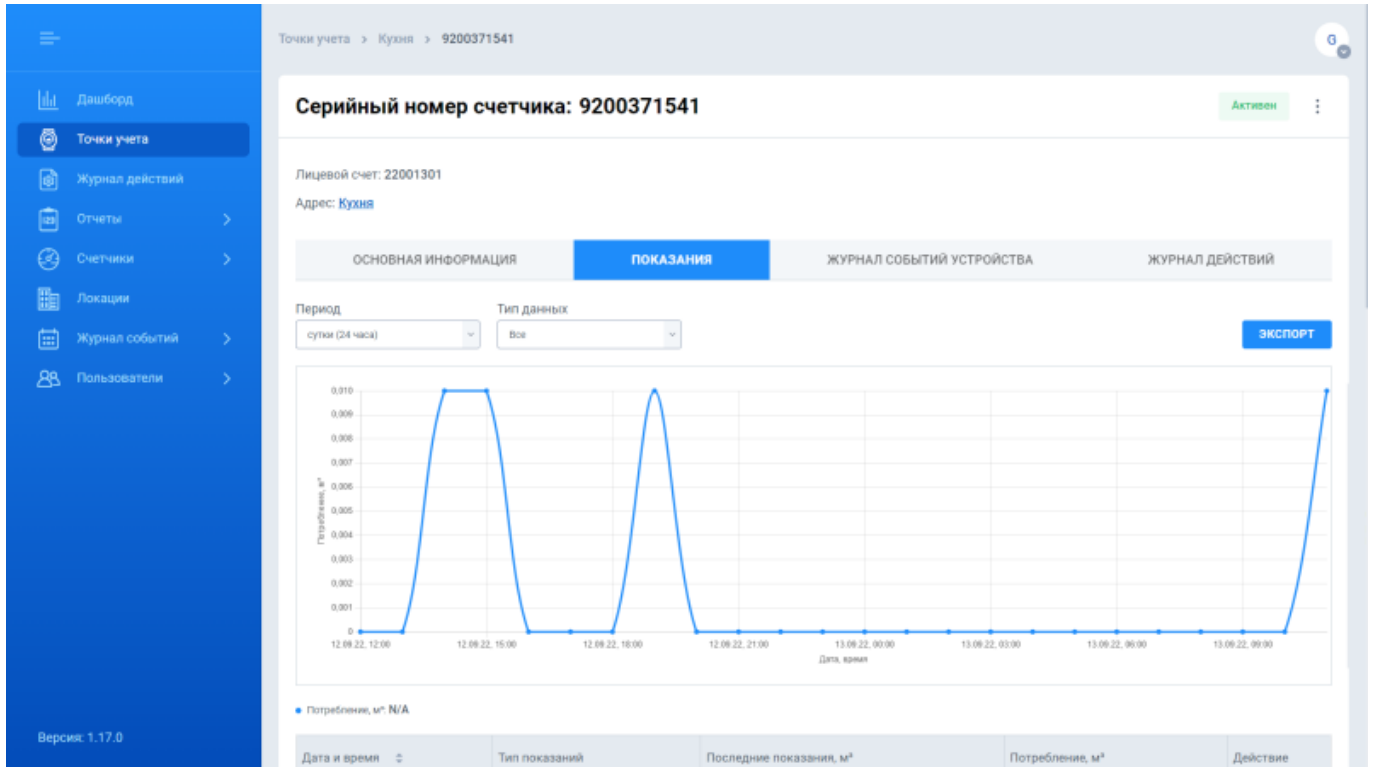 Точки учета > Кухня > 9200371541
G
Дашборд
Точки учета
Журнал действий
Отчеты
Счетчики
Локации
Журнал событий
Пользователи
Версия: 1.17.0
Серийный номер счетчика: 9200371541
Активен
Лицевой счет: 22001301
Адрес: Кухня
ОСНОВНАЯ ИНФОРМАЦИЯ ПОКАЗАНИЯ ЖУРНАЛ СОБЫТИЙ УСТРОЙСТВА ЖУРНАЛ ДЕЙСТВИЙ
Период Тип данных
сутки (24 часа) Все ЭКСПОРТ
Потребление, м³
0,010
0,009
0,008
0,007
0,006
0,005
0,004
0,003
0,002
0,001
0
12.09.22, 12:00 12.09.22, 15:00 12.09.22, 18:00 12.09.22, 21:00 13.09.22, 00:00 13.09.22, 03:00 13.09.22, 06:00 13.09.22, 09:00
Дата, время
Потребление, м³: N/A
Дата и время Тип показаний Последние показания, м³ Потребление, м³ Действие